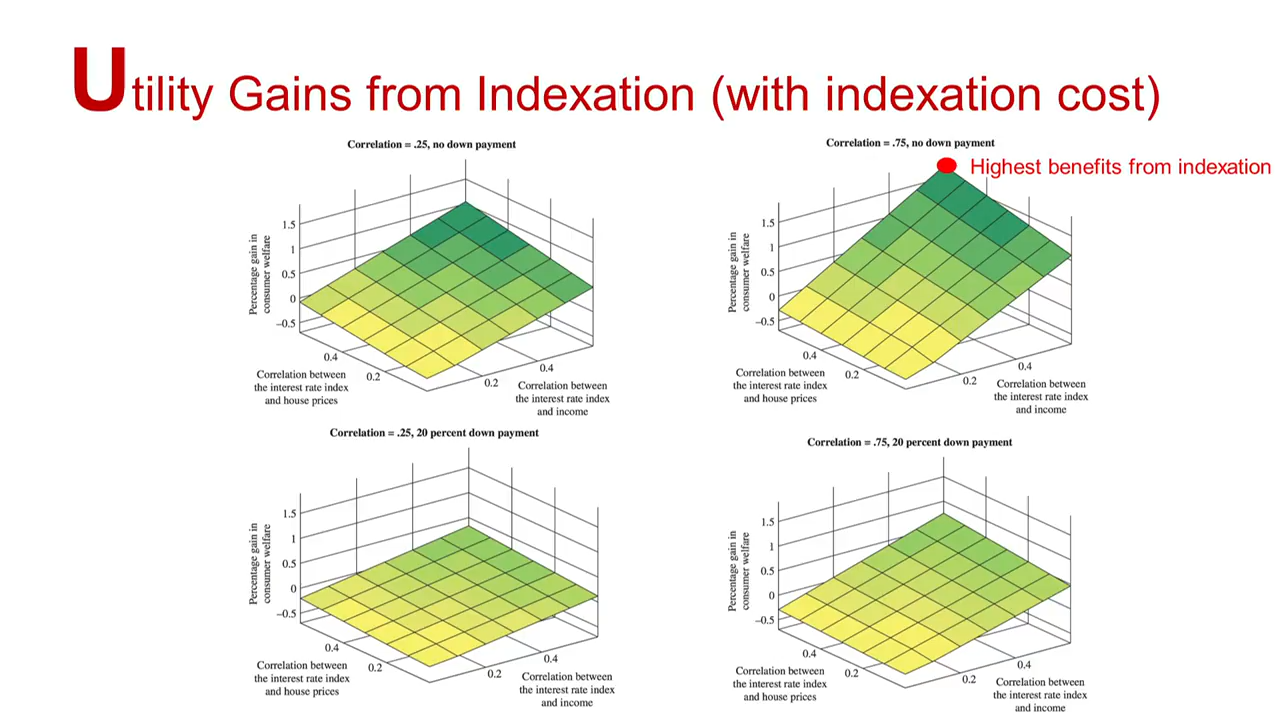 Utility Gains from Indexation (with indexation cost)
Correlation = .25, no down payment
1.5
1
0.5
0
−0.5
Percentage gain in
consumer welfare
0.4
0.2
Correlation between
the interest rate index
and house prices
0.2
0.4
Correlation between
the interest rate index
and income
Correlation = .75, no down payment
Highest benefits from indexation
1.5
1
0.5
0
−0.5
Percentage gain in
consumer welfare
0.4
0.2
Correlation between
the interest rate index
and house prices
0.2
0.4
Correlation between
the interest rate index
and income
Correlation = .25, 20 percent down payment
1.5
1
0.5
0
−0.5
Percentage gain in
consumer welfare
0.4
0.2
Correlation between
the interest rate index
and house prices
0.2
0.4
Correlation between
the interest rate index
and income
Correlation = .75, 20 percent down payment
1.5
1
0.5
0
−0.5
Percentage gain in
consumer welfare
0.4
0.2
Correlation between
the interest rate index
and house prices
0.2
0.4
Correlation between
the interest rate index
and income